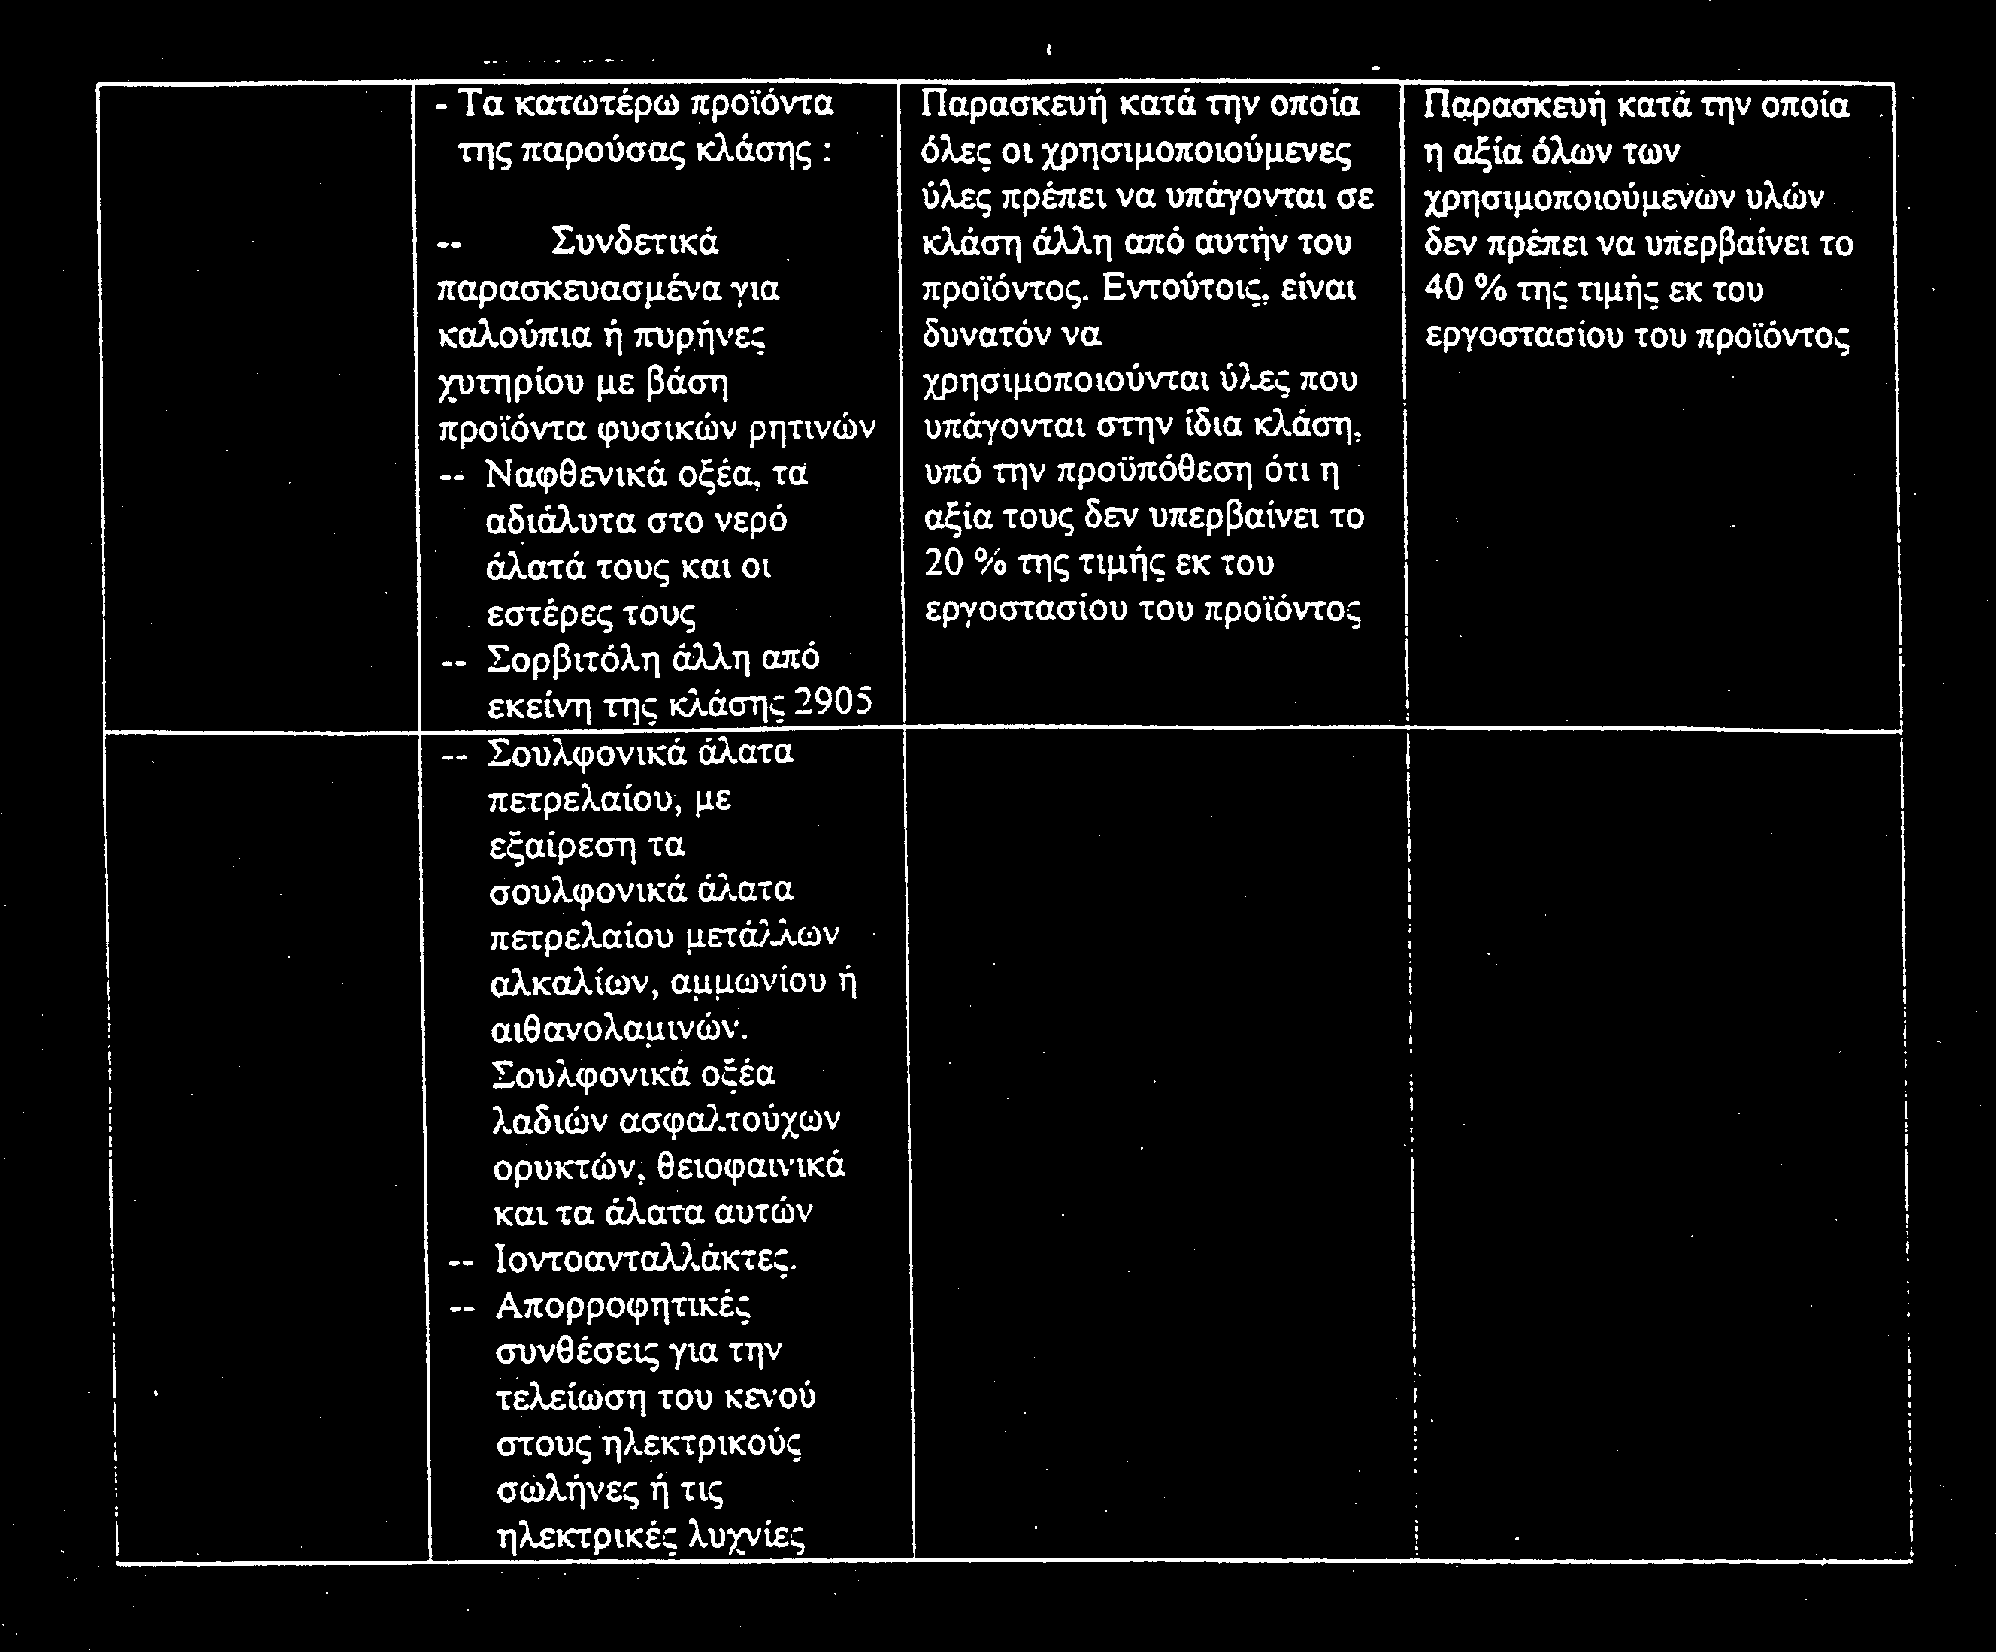 - Τα κατωτέρω προϊόντα
της παρούσας κλάσης :
-- Συνδετικά
παρασκευασμένα για
καλούπια ή πυρήνες
χυτηρίου με βάση
προϊόντα φυσικών ρητινών
-- Ναφθενικά οξέα, τα
αδιάλυτα στο νερό
άλατά τους και οι
εστέρες τους
-- Σορβιτόλη άλλη από
εκείνη της κλάσης 2905
Παρασκευή κατά την οποία
όλες οι χρησιμοποιούμενες
ύλες πρέπει να υπάγονται σε
κλάση άλλη από αυτήν του
προϊόντος. Εντούτοις, είναι
δυνατόν να
χρησιμοποιούνται ύλες που
υπάγονται στην ίδια κλάση,
υπό την προϋπόθεση ότι η
αξία τους δεν υπερβαίνει το
20 % της τιμής εκ του
εργοστασίου του προϊόντος
Παρασκευή κατά την οποία
η αξία όλων των
χρησιμοποιούμενων υλών
δεν πρέπει να υπερβαίνει το
40 % της τιμής εκ του
εργοστασίου του προϊόντος
-- Σουλφονικά άλατα
πετρελαίου, με
εξαίρεση τα
σουλφονικά άλατα
πετρελαίου μετάλλων
αλκαλίων, αμμωνίου ή
αιθανολαμινών.
Σουλφονικά οξέα
λαδιών ασφαλτούχων
ορυκτών, θειοφαινικά
και τα άλατα αυτών
-- Ιοντοανταλλάκτες.
-- Απορροφητικές
συνθέσεις για την
τελείωση του κενού
στους ηλεκτρικούς
σωλήνες ή τις
ηλεκτρικές λυχνίες